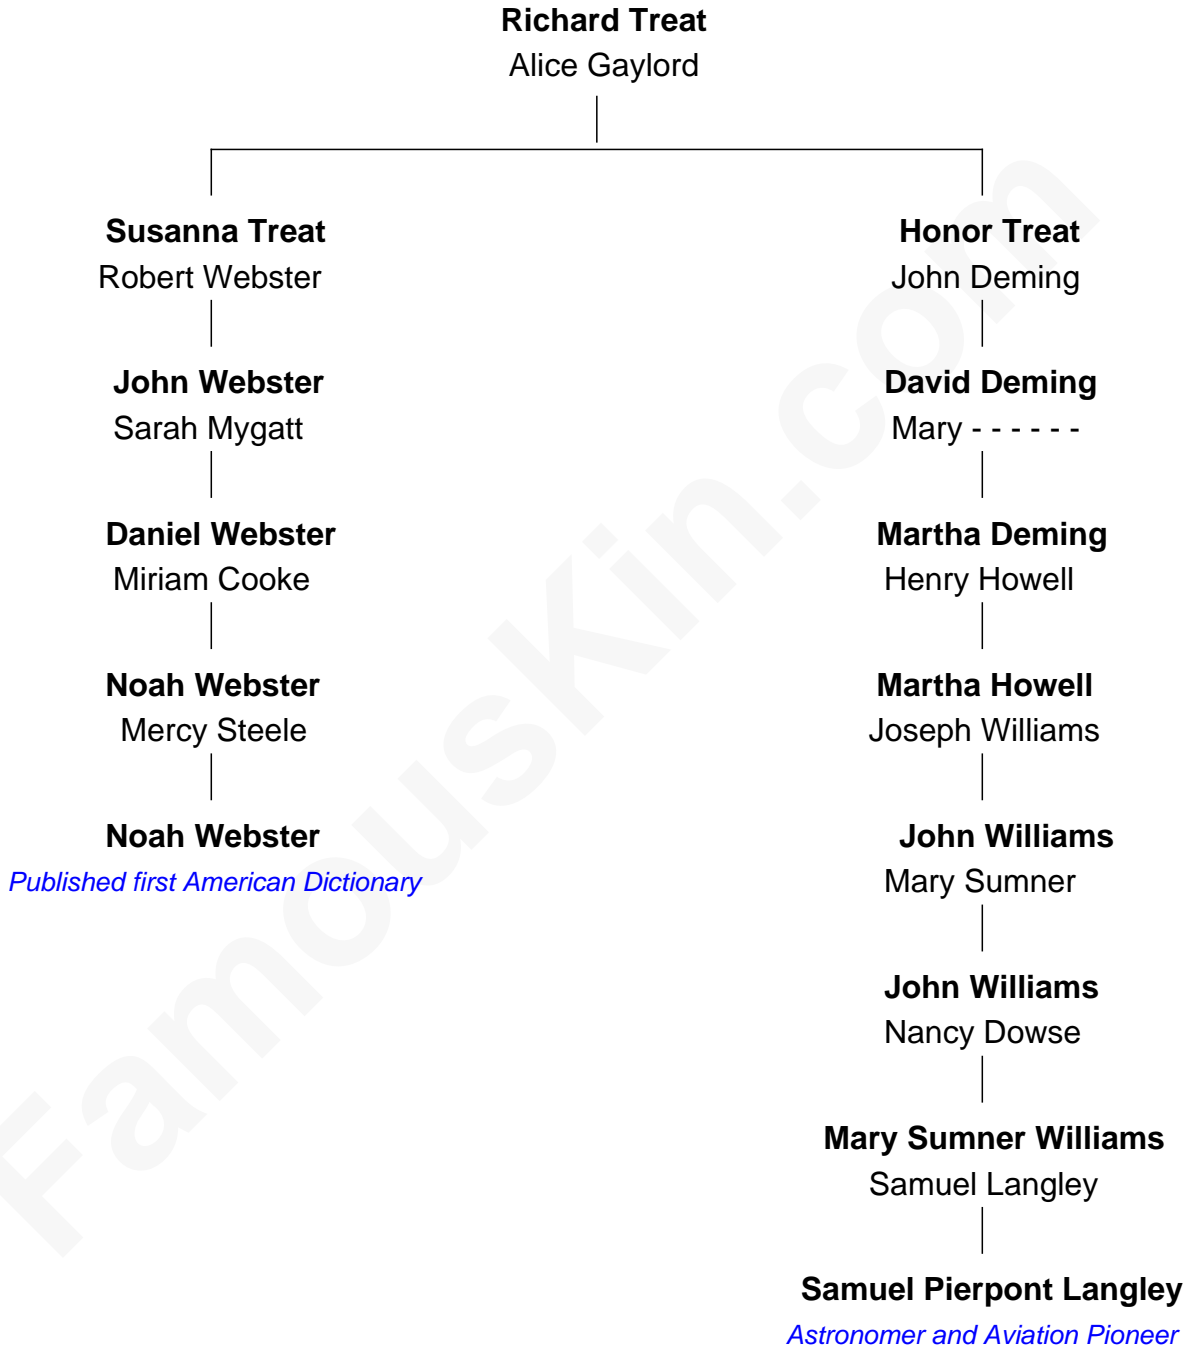 Richard Treat
Alice Gaylord
Susanna Treat
Robert Webster
Honor Treat
John Deming
John Webster
Sarah Mygatt
David Deming
Mary - - - - - -
Daniel Webster
Miriam Cooke
Martha Deming
Henry Howell
Noah Webster
Mercy Steele
Martha Howell
Joseph Williams
Noah Webster
Published first American Dictionary
John Williams
Mary Sumner
John Williams
Nancy Dowse
Mary Sumner Williams
Samuel Langley
Samuel Pierpont Langley
Astronomer and Aviation Pioneer
FamousKin.com